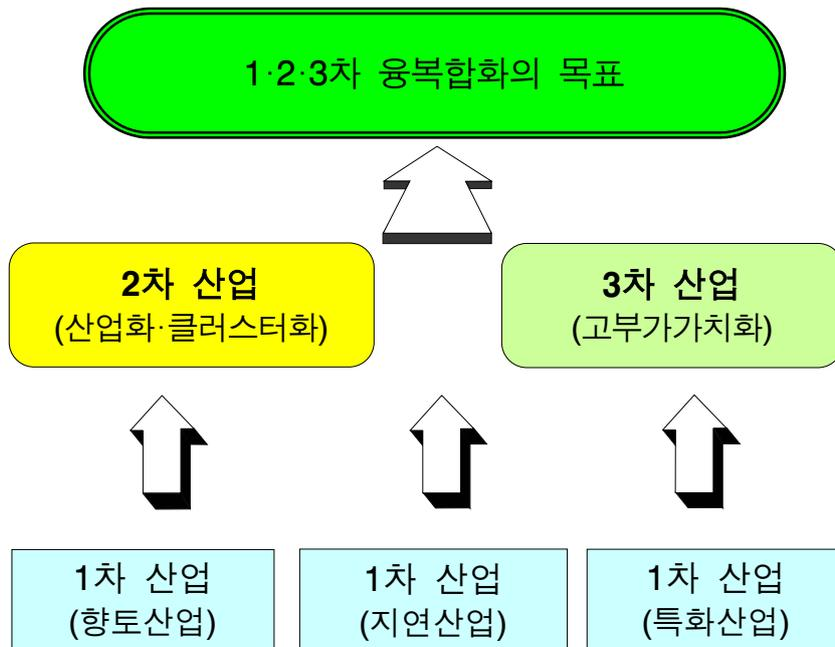 1·2·3차 융복합화의 목표
2차 산업
(산업화·클러스터화)
3차 산업
(고부가가치화)
1차 산업
(향토산업)
1차 산업
(지연산업)
1차 산업
(특화산업)